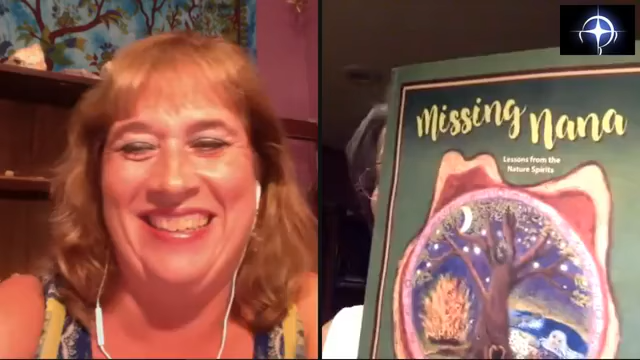 Missing Nana
Lessons from the
Nature Spirits